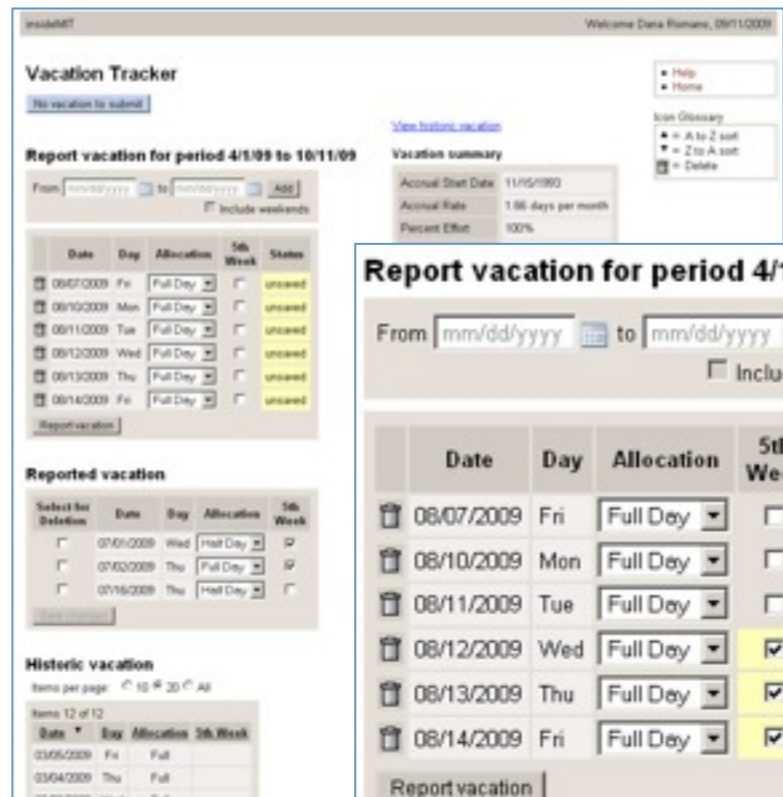 insideMIT Welcome Dana Romano, 09/11/2009
Vacation Tracker
No vacation to submit
Help
Home
View historic vacation
Icon Glossary
▲ = A to Z sort
▼ = Z to A sort
= Delete
Report vacation for period 4/1/09 to 10/11/09
From mm/dd/yyyy to mm/dd/yyyy Add
Include weekends
Vacation summary
Accrual Start Date 11/15/1993
Accrual Rate 1.66 days per month
Percent Effort 100%
Date Day Allocation 5th Week Status
08/07/2009 Fri Full Day unsaved
08/10/2009 Mon Full Day unsaved
08/11/2009 Tue Full Day unsaved
08/12/2009 Wed Full Day unsaved
08/13/2009 Thu Full Day unsaved
08/14/2009 Fri Full Day unsaved
Report vacation
Reported vacation
Select for Deletion Date Day Allocation 5th Week
07/01/2009 Wed Half Day
07/02/2009 Thu Full Day
07/16/2009 Thu Half Day
Save changes
Historic vacation
Items per page: 10 20 All
Items 12 of 12
Date ▼ Day Allocation 5th Week
03/05/2009 Fri Full
03/04/2009 Thu Full
Report vacation for period 4/1
From mm/dd/yyyy to mm/dd/yyyy
Inclu
Date Day Allocation 5th
We
08/07/2009 Fri Full Day
08/10/2009 Mon Full Day
08/11/2009 Tue Full Day
08/12/2009 Wed Full Day
08/13/2009 Thu Full Day
08/14/2009 Fri Full Day
Report vacation